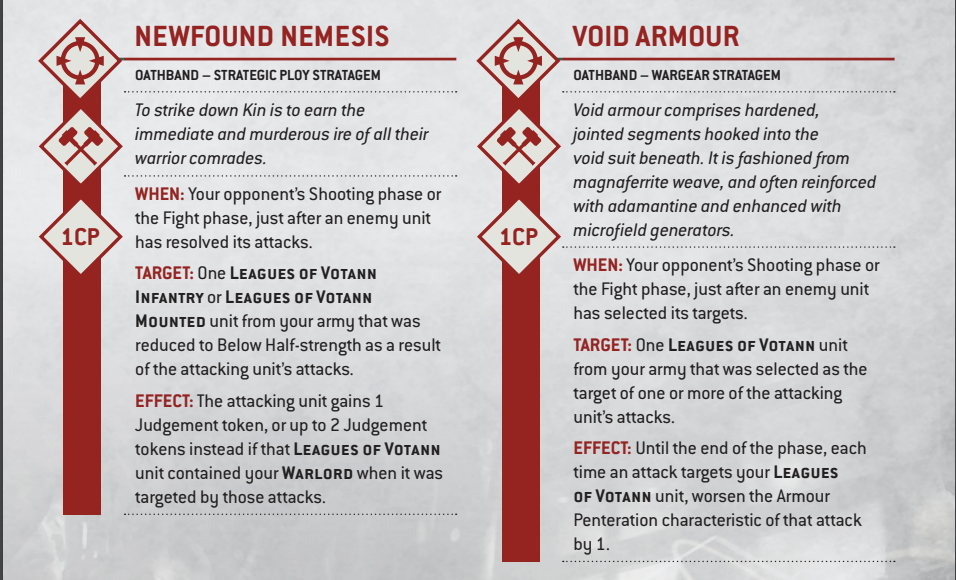 NEWFOUND NEMESIS
OATHBAND – STRATEGIC PLOY STRATAGEM
To strike down Kin is to earn the
immediate and murderous ire of all their
warrior comrades.
WHEN: Your opponent's Shooting phase or
the Fight phase, just after an enemy unit
has resolved its attacks.
1CP
TARGET: One LEAGUES OF VOTANN
INFANTRY or LEAGUES OF VOTANN
MOUNTED unit from your army that was
reduced to Below Half-strength as a result
of the attacking unit's attacks.
EFFECT: The attacking unit gains 1
Judgement token, or up to 2 Judgement
tokens instead if that LEAGUES OF VOTANN
unit contained your WARLORD when it was
targeted by those attacks.
VOID ARMOUR
OATHBAND – WARGEAR STRATAGEM
Void armour comprises hardened,
jointed segments hooked into the
void suit beneath. It is fashioned from
magnaferrite weave, and often reinforced
with adamantine and enhanced with
microfield generators.
1CP
WHEN: Your opponent's Shooting phase or
the Fight phase, just after an enemy unit
has selected its targets.
TARGET: One LEAGUES OF VOTANN unit
from your army that was selected as the
target of one or more of the attacking
unit's attacks.
EFFECT: Until the end of the phase, each
time an attack targets your LEAGUES
OF VOTANN unit, worsen the Armour
Penteration characteristic of that attack
by 1.